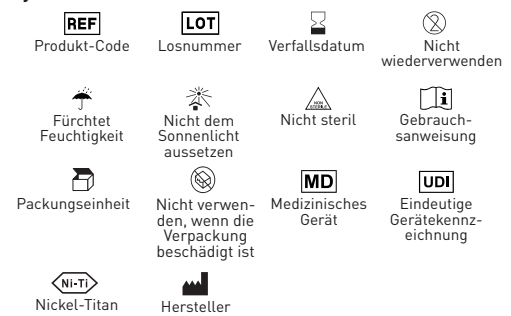 REF LOT
Produkt-Code Losnummer Verfallsdatum Nicht
wiederverwenden
2
NON
STERILE
i
Fürchtet
Feuchtigkeit
Nicht dem
Sonnenlicht
aussetzen
Nicht steril
Gebrauch-
sanweisung
MD UDI
Packungseinheit
Nicht verwen-
den, wenn die
Verpackung
beschädigt ist
Medizinisches
Gerät
Eindeutige
Gerätekennz-
eichnung
Ni-Ti
Nickel-Titan
Hersteller